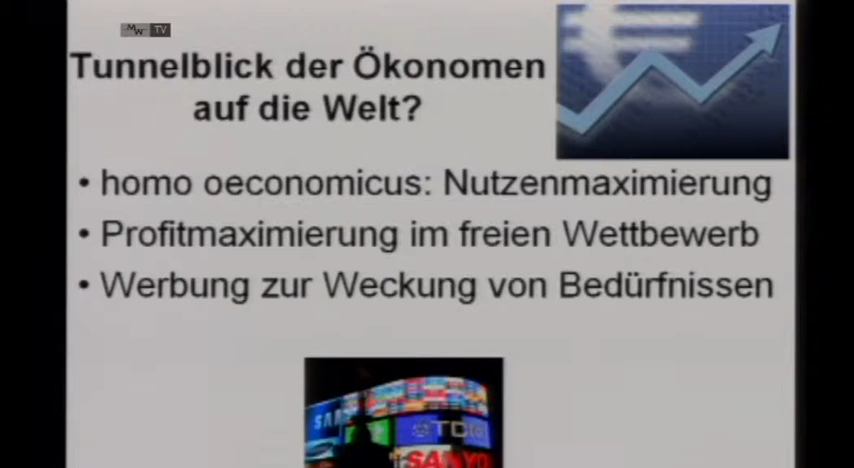 MW TV
Tunnelblick der Ökonomen
auf die Welt?
• homo oeconomicus: Nutzenmaximierung
• Profitmaximierung im freien Wettbewerb
• Werbung zur Weckung von Bedürfnissen
SAMS
TDK
SANYO